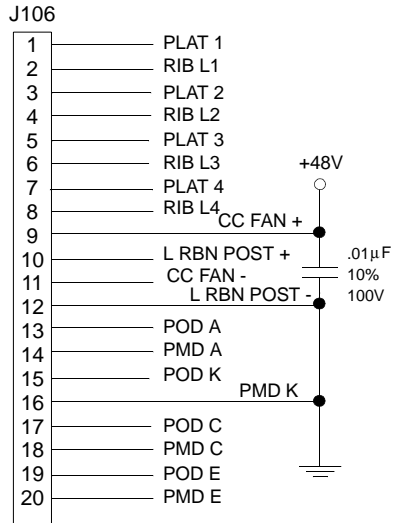 J106
1 PLAT 1
2 RIB L1
3 PLAT 2
4 RIB L2
5 PLAT 3
6 RIB L3
+48V
7 PLAT 4
8 RIB L4
9 CC FAN +
10 L RBN POST + .01µF
11 CC FAN - 10%
12 L RBN POST - 100V
13 POD A
14 PMD A
15 POD K
16 PMD K
17 POD C
18 PMD C
19 POD E
20 PMD E